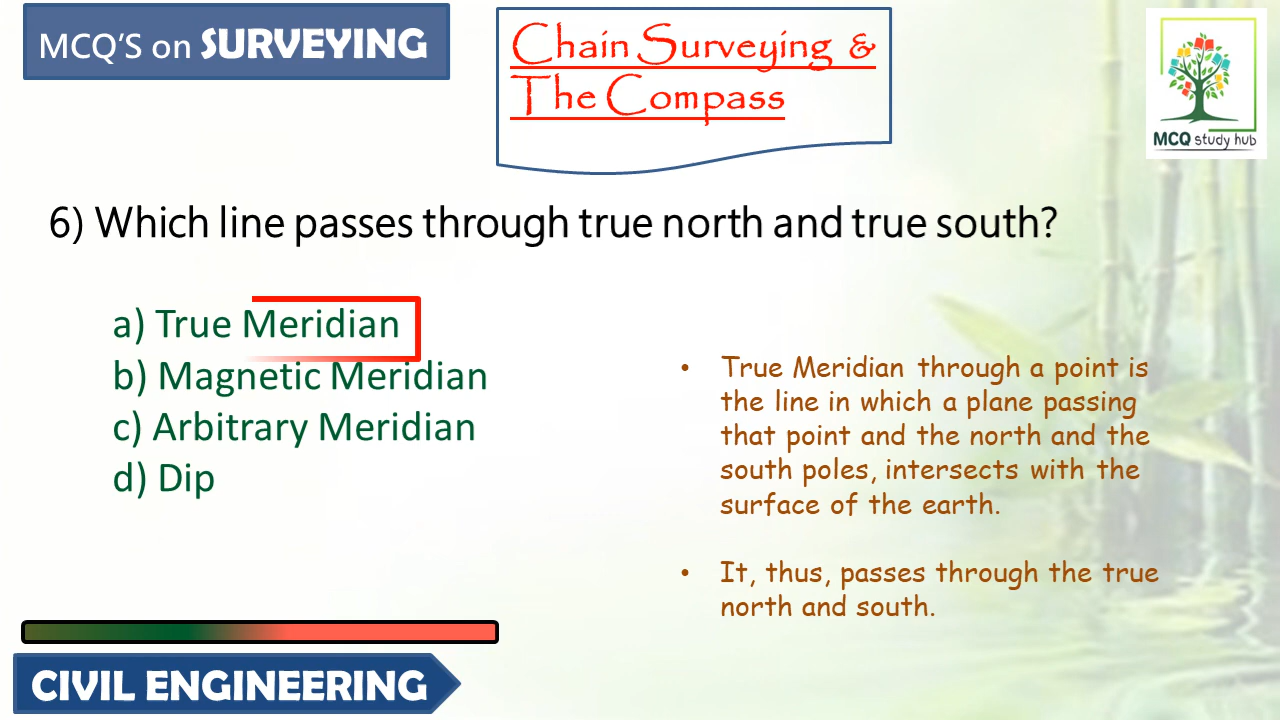 MCQ'S on SURVEYING
Chain Surveying &
The Compass
MCQ study hub
6) Which line passes through true north and true south?
a) True Meridian
b) Magnetic Meridian
c) Arbitrary Meridian
d) Dip
• True Meridian through a point is
the line in which a plane passing
that point and the north and the
south poles, intersects with the
surface of the earth.
• It, thus, passes through the true
north and south.
CIVIL ENGINEERING